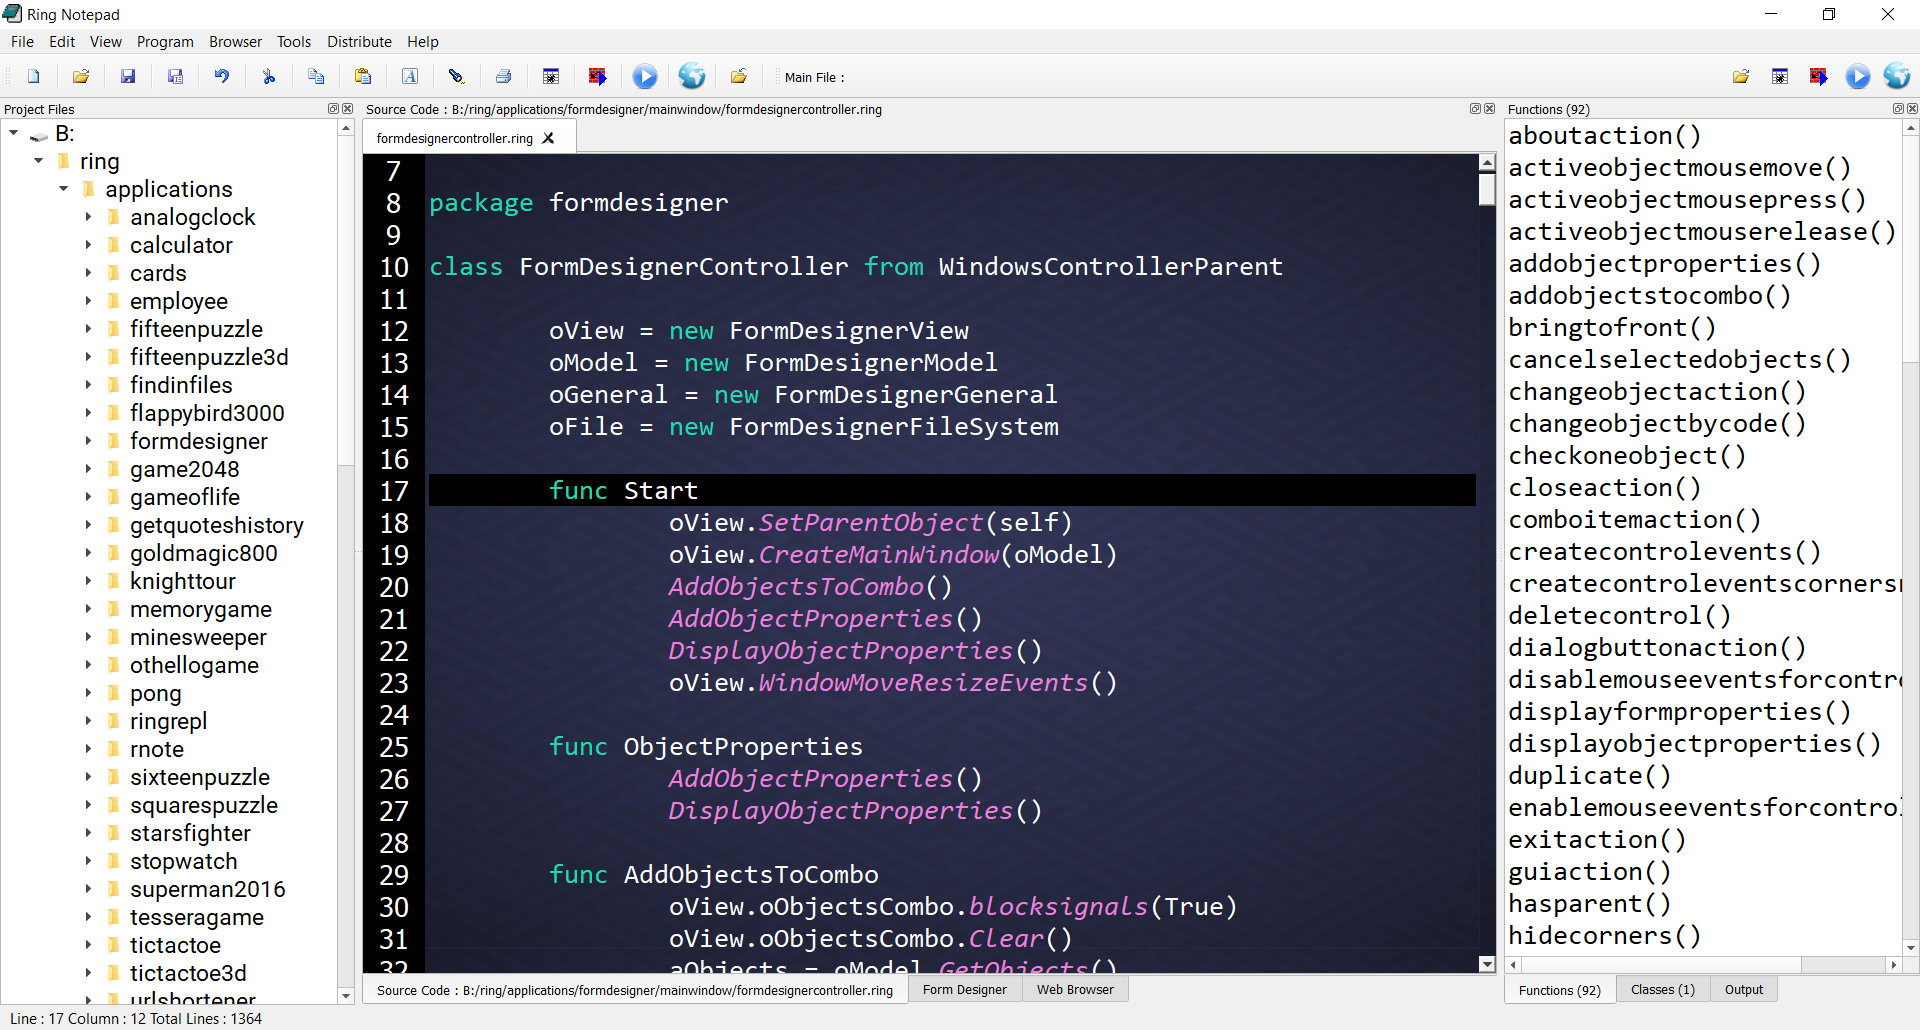 Ring Notepad
File Edit View Program Browser Tools Distribute Help
Main File :
Project Files
B:
ring
applications
analogclock
calculator
cards
employee
fifteenpuzzle
fifteenpuzzle3d
findinfiles
flappybird3000
formdesigner
game2048
gameoflife
getquoteshistory
goldmagic800
knighttour
memorygame
minesweeper
othellogame
pong
ringrepl
rnote
sixteenpuzzle
squarespuzzle
starsfighter
stopwatch
superman2016
tesseragame
tictactoe
tictactoe3d
urlshortener
Source Code : B:/ring/applications/formdesigner/mainwindow/formdesignercontroller.ring
formdesignercontroller.ring
7
8 package formdesigner
9
10 class FormDesignerController from WindowsControllerParent
11
12 oView = new FormDesignerView
13 oModel = new FormDesignerModel
14 oGeneral = new FormDesignerGeneral
15 oFile = new FormDesignerFileSystem
16
17 func Start
18 oView.SetParentObject(self)
19 oView.CreateMainWindow(oModel)
20 AddObjectsToCombo()
21 AddObjectProperties()
22 DisplayObjectProperties()
23 oView.WindowMoveResizeEvents()
24
25 func ObjectProperties
26 AddObjectProperties()
27 DisplayObjectProperties()
28
29 func AddObjectsToCombo
30 oView.oObjectsCombo.blocksignals(True)
31 oView.oObjectsCombo.Clear()
32 aObjects = oModel.GetObjects()
Source Code : B:/ring/applications/formdesigner/mainwindow/formdesignercontroller.ring Form Designer Web Browser
Functions (92)
aboutaction()
activeobjectmousemove()
activeobjectmousepress()
activeobjectmouserelease()
addobjectproperties()
addobjectstocombo()
bringtofront()
cancelselectedobjects()
changeobjectaction()
changeobjectbycode()
checkoneobject()
closeaction()
comboitemaction()
createcontrolevents()
createcontroleventscorners
deletecontrol()
dialogbuttonaction()
disablemouseeventsforcontro
displayformproperties()
displayobjectproperties()
duplicate()
enablemouseeventsforcontrol
exitaction()
guiaction()
hasparent()
hidecorners()
Functions (92) Classes (1) Output
Line : 17 Column : 12 Total Lines : 1364